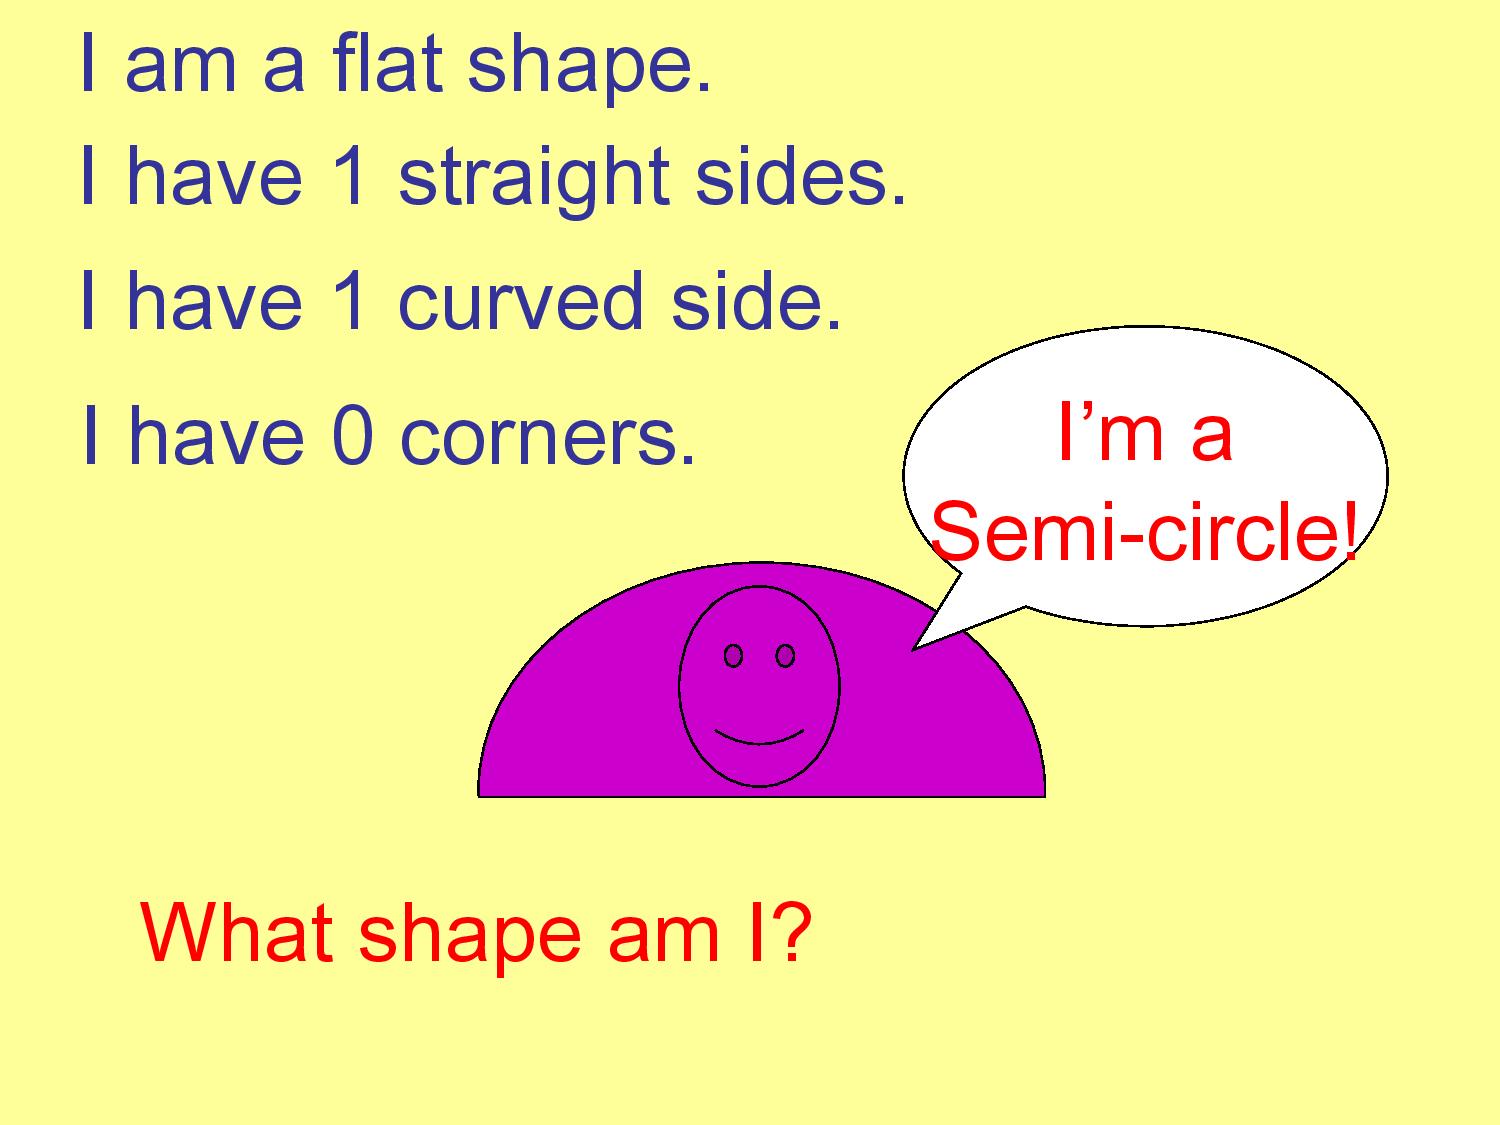 I am a flat shape.
I have 1 straight sides.
I have 1 curved side.
I have 0 corners.
I’m a
Semi-circle!
What shape am I?